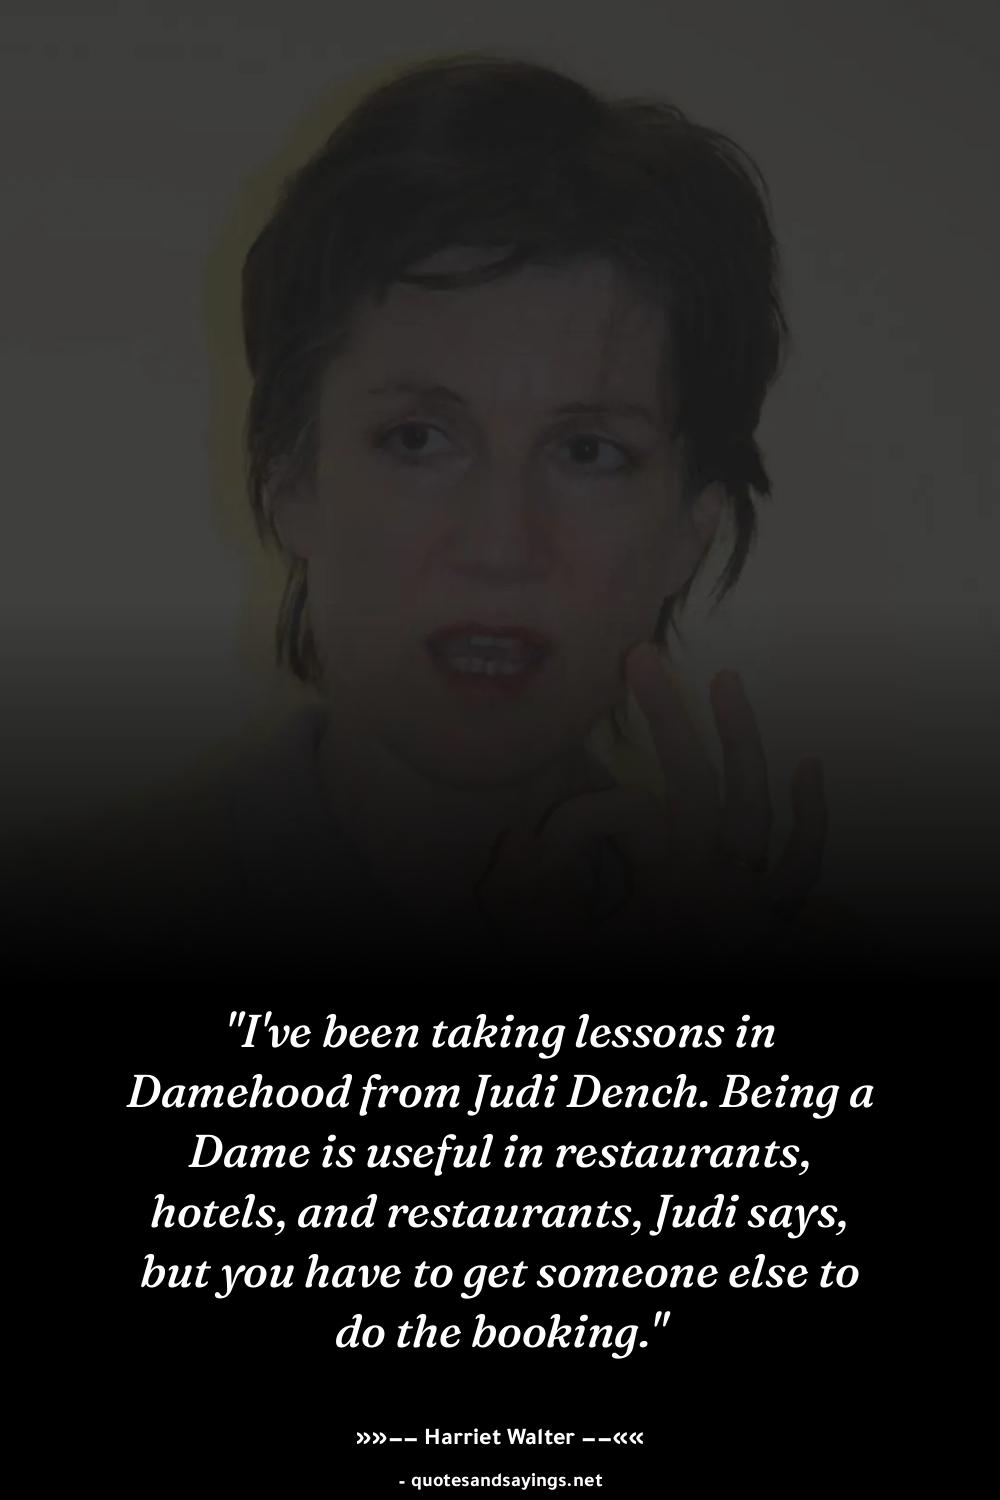 "I've been taking lessons in
Damehood from Judi Dench. Being a
Dame is useful in restaurants,
hotels, and restaurants, Judi says,
but you have to get someone else to
do the booking."
»»−− Harriet Walter −−««
- quotesandsayings.net